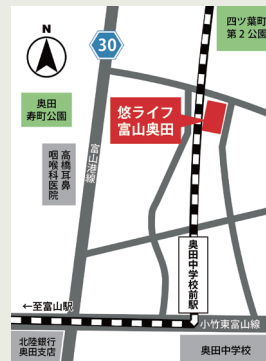 N
30
四ツ葉町
第2公園
奥田
寿町公園
悠ライフ
富山奥田
高橋耳鼻
咽喉科医院
富山港線
奥田中学校前駅
←至富山駅
小竹東富山線
北陸銀行
奥田支店
奥田中学校